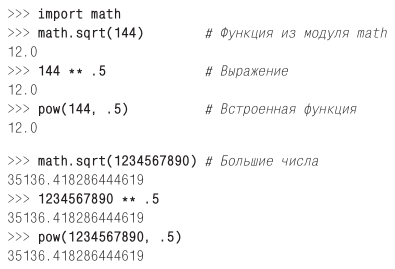 >>> import math
>>> math.sqrt(144) # Функция из модуля math
12.0
>>> 144 ** .5 # Выражение
12.0
>>> pow(144, .5) # Встроенная функция
12.0
>>> math.sqrt(1234567890) # Большие числа
35136.418286444619
>>> 1234567890 ** .5
35136.418286444619
>>> pow(1234567890, .5)
35136.418286444619